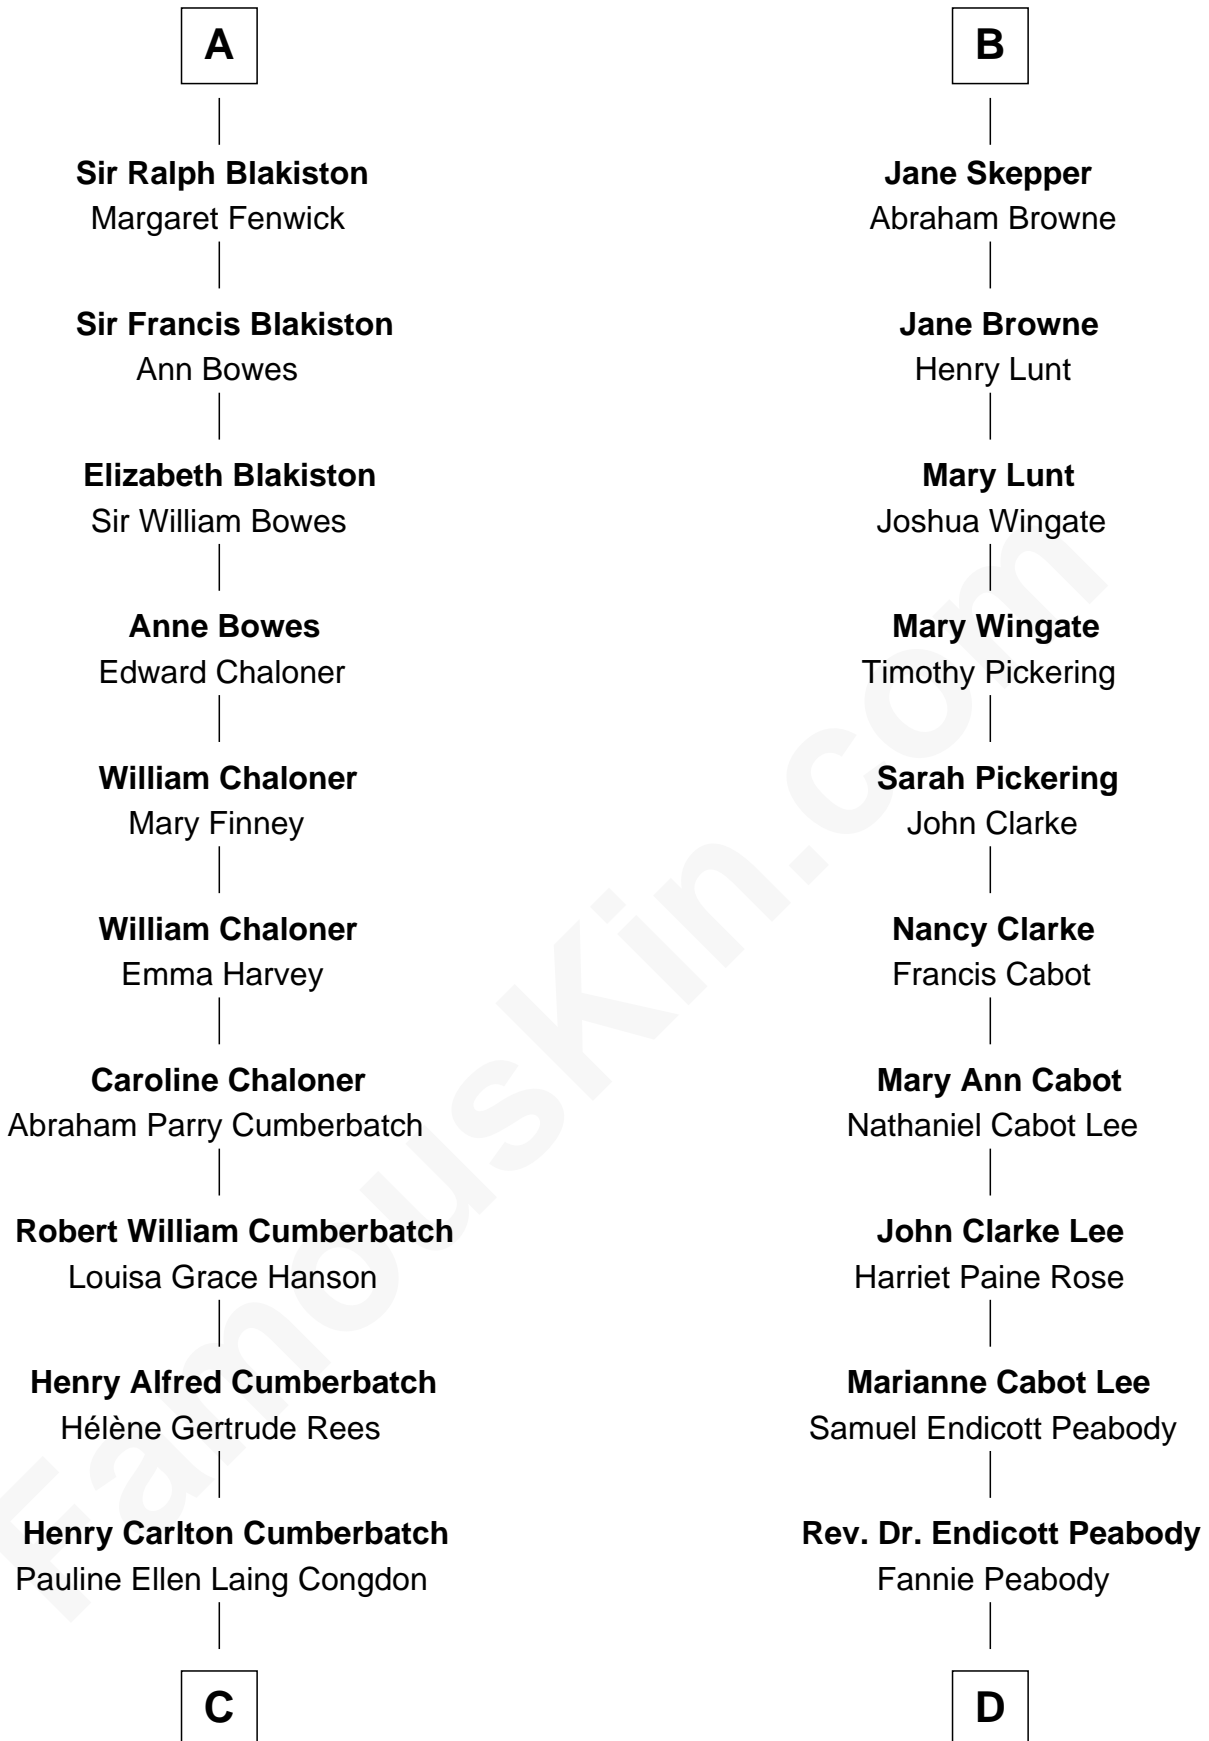 A
Sir Ralph Blakiston
Margaret Fenwick
Sir Francis Blakiston
Ann Bowes
Elizabeth Blakiston
Sir William Bowes
Anne Bowes
Edward Chaloner
William Chaloner
Mary Finney
William Chaloner
Emma Harvey
Caroline Chaloner
Abraham Parry Cumberbatch
Robert William Cumberbatch
Louisa Grace Hanson
Henry Alfred Cumberbatch
Hélène Gertrude Rees
Henry Carlton Cumberbatch
Pauline Ellen Laing Congdon
C
B
Jane Skepper
Abraham Browne
Jane Browne
Henry Lunt
Mary Lunt
Joshua Wingate
Mary Wingate
Timothy Pickering
Sarah Pickering
John Clarke
Nancy Clarke
Francis Cabot
Mary Ann Cabot
Nathaniel Cabot Lee
John Clarke Lee
Harriet Paine Rose
Marianne Cabot Lee
Samuel Endicott Peabody
Rev. Dr. Endicott Peabody
Fannie Peabody
D
FamousKin.com